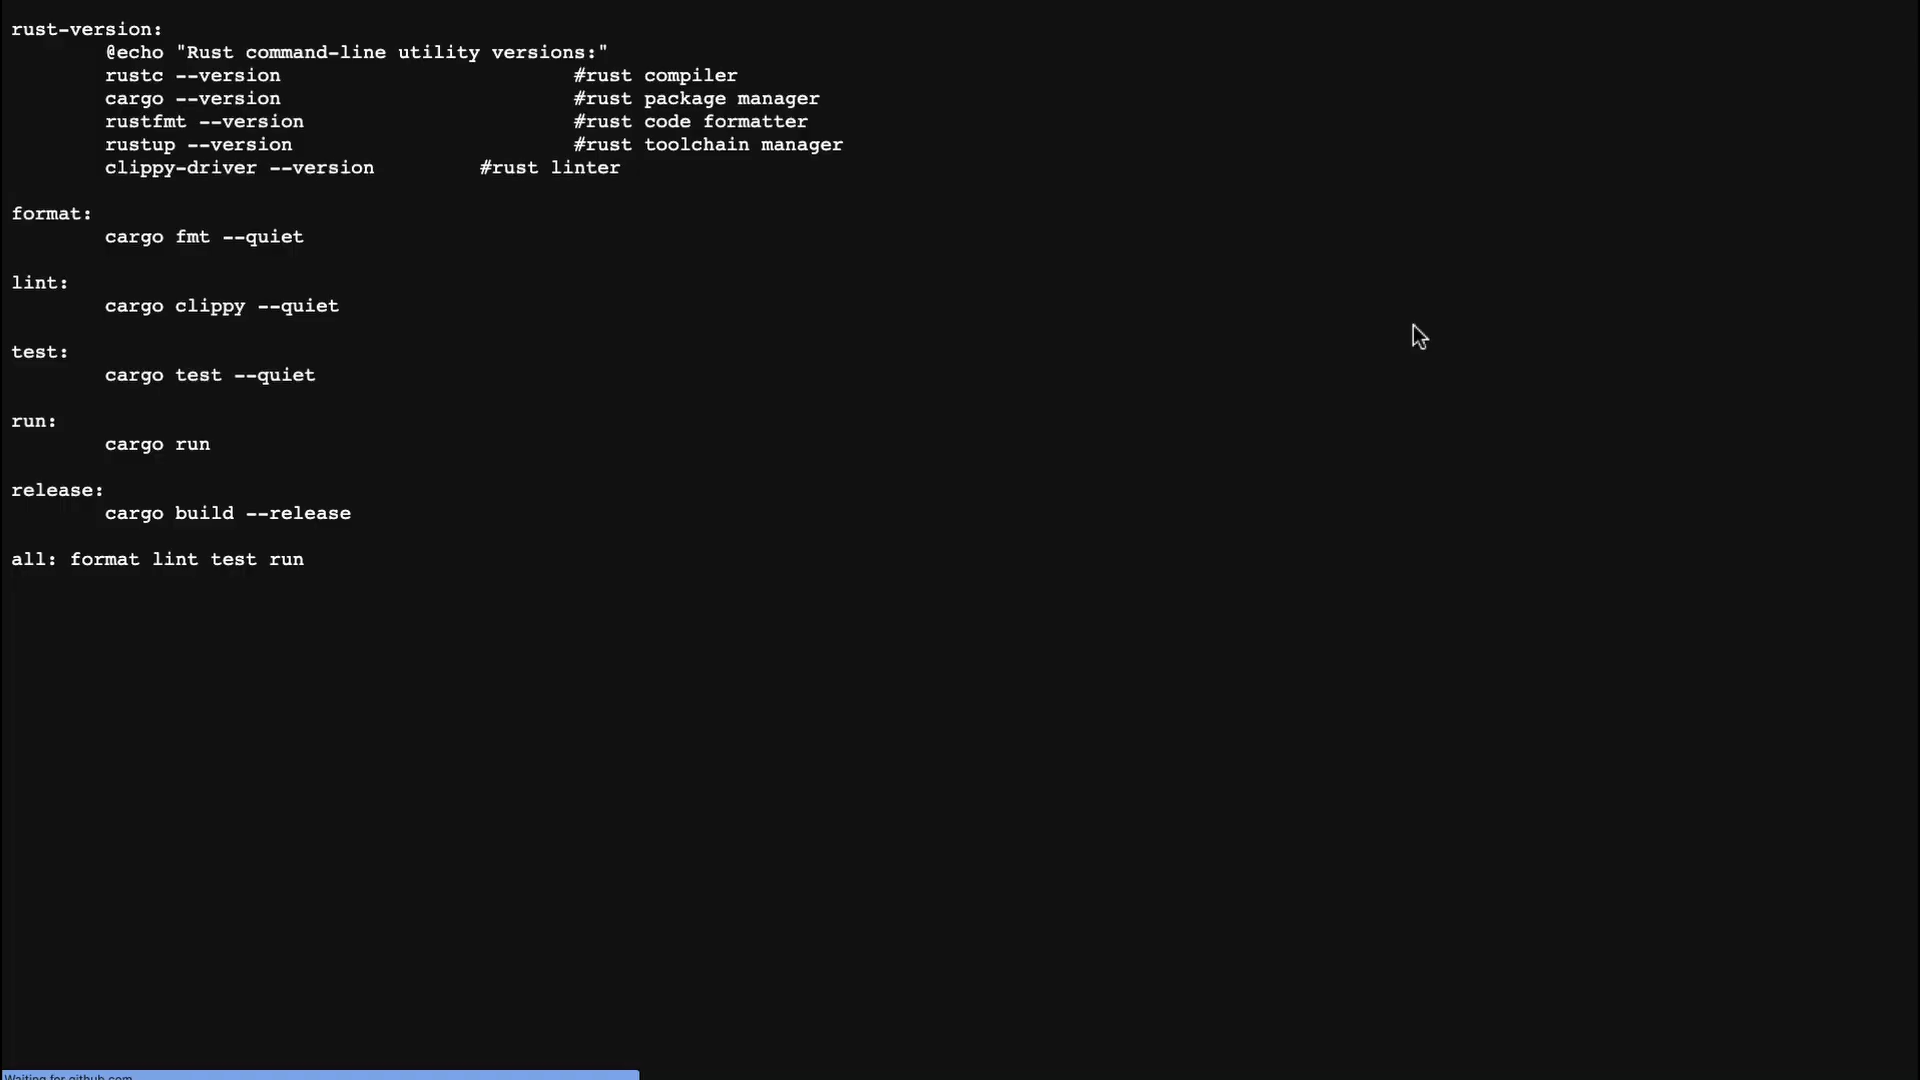 rust-version:
@echo "Rust command-line utility versions:"
rustc --version #rust compiler
cargo --version #rust package manager
rustfmt --version #rust code formatter
rustup --version #rust toolchain manager
clippy-driver --version #rust linter
format:
cargo fmt --quiet
lint:
cargo clippy --quiet
test:
cargo test --quiet
run:
cargo run
release:
cargo build --release
all: format lint test run
Waiting for github.com